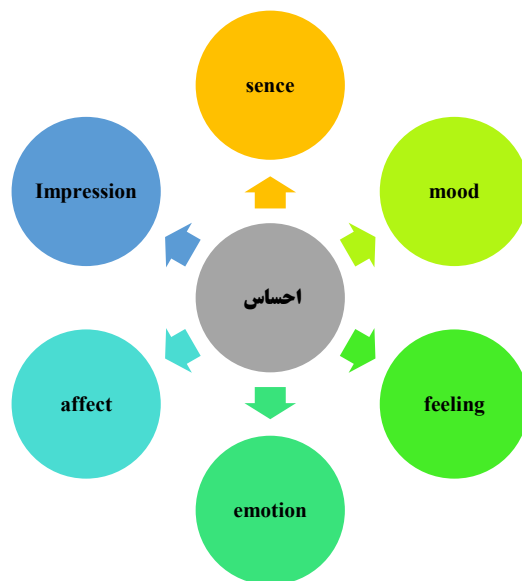 sence
Impression
mood
احساس
affect
feeling
emotion